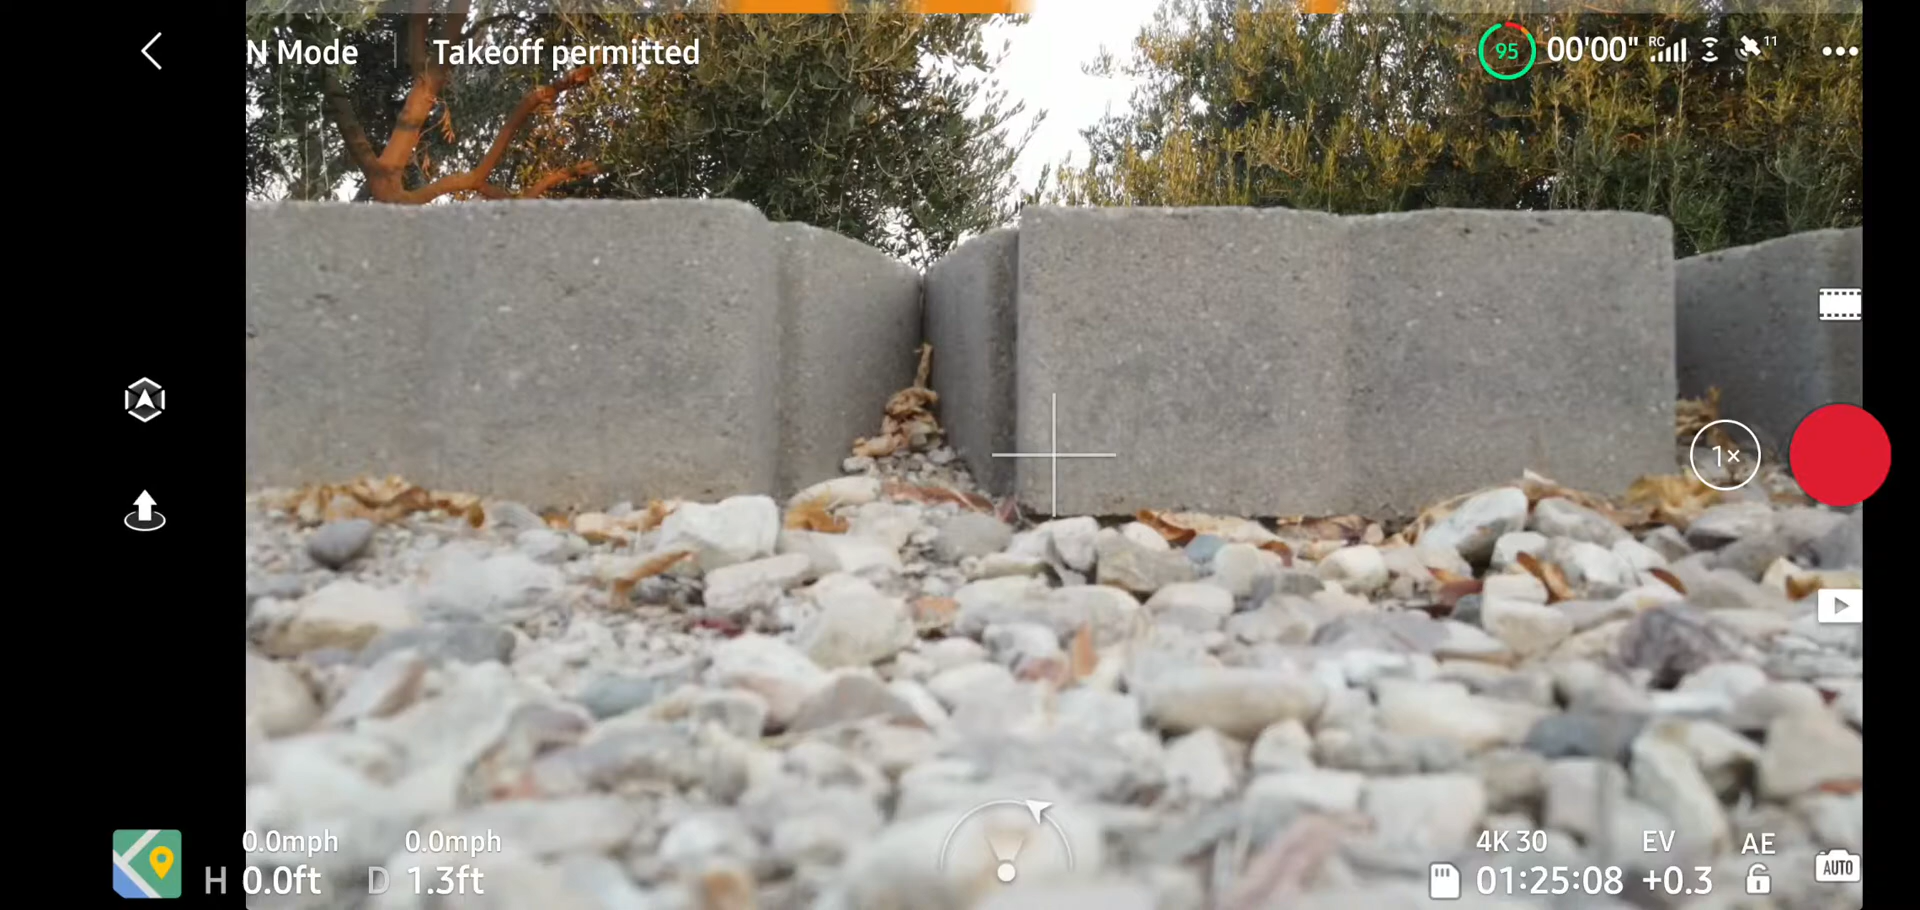 N Mode Takeoff permitted 95 00'00" RC 11
1×
0.0mph 0.0mph 4K 30 EV AE
H 0.0ft D 1.3ft 01:25:08 +0.3 AUTO